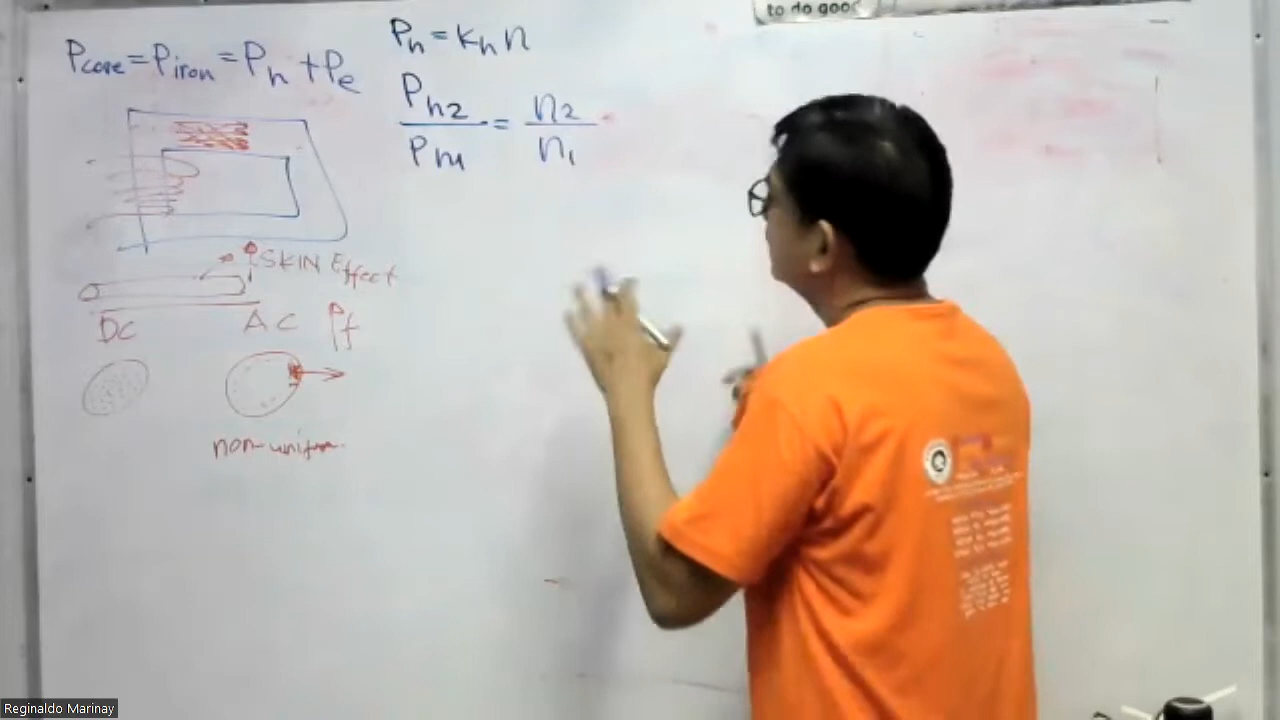 to do good
Pcore = Piron = Ph + Pe
Ph = Kh n
Ph2 / Ph1 = n2 / n1
SKIN Effect
DC AC Pf
non-uniform
Reginaldo Marinay